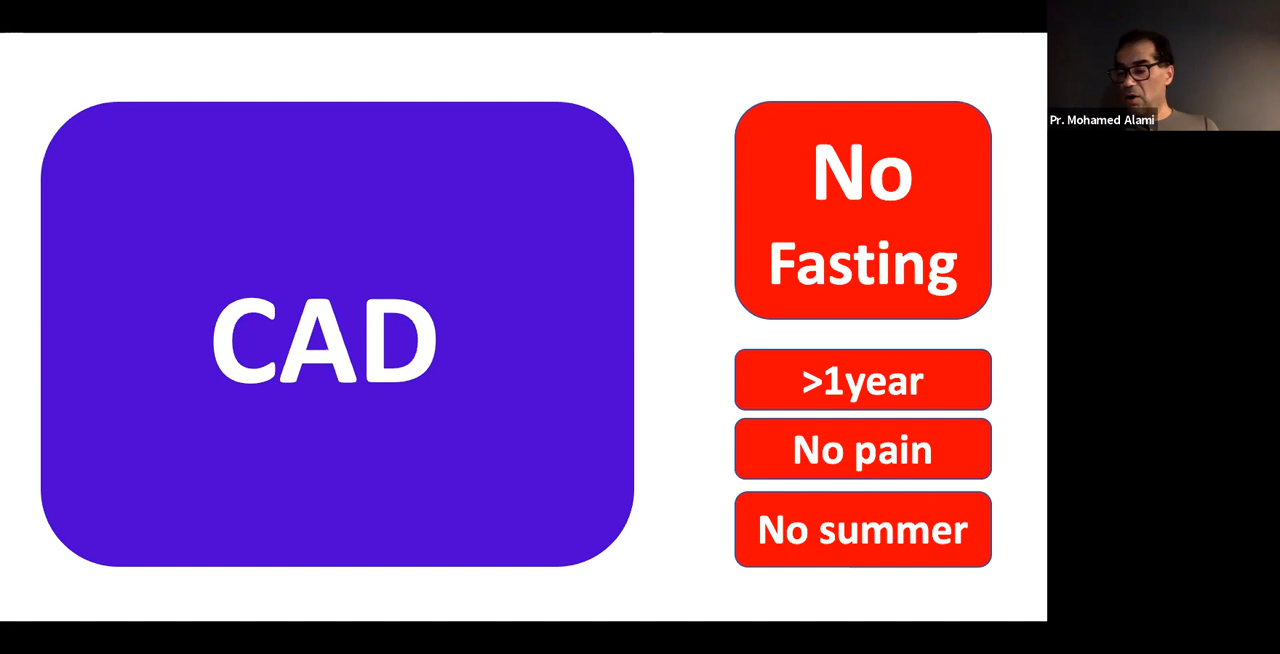 CAD
No
Fasting
>1year
No pain
No summer
Pr. Mohamed Alami